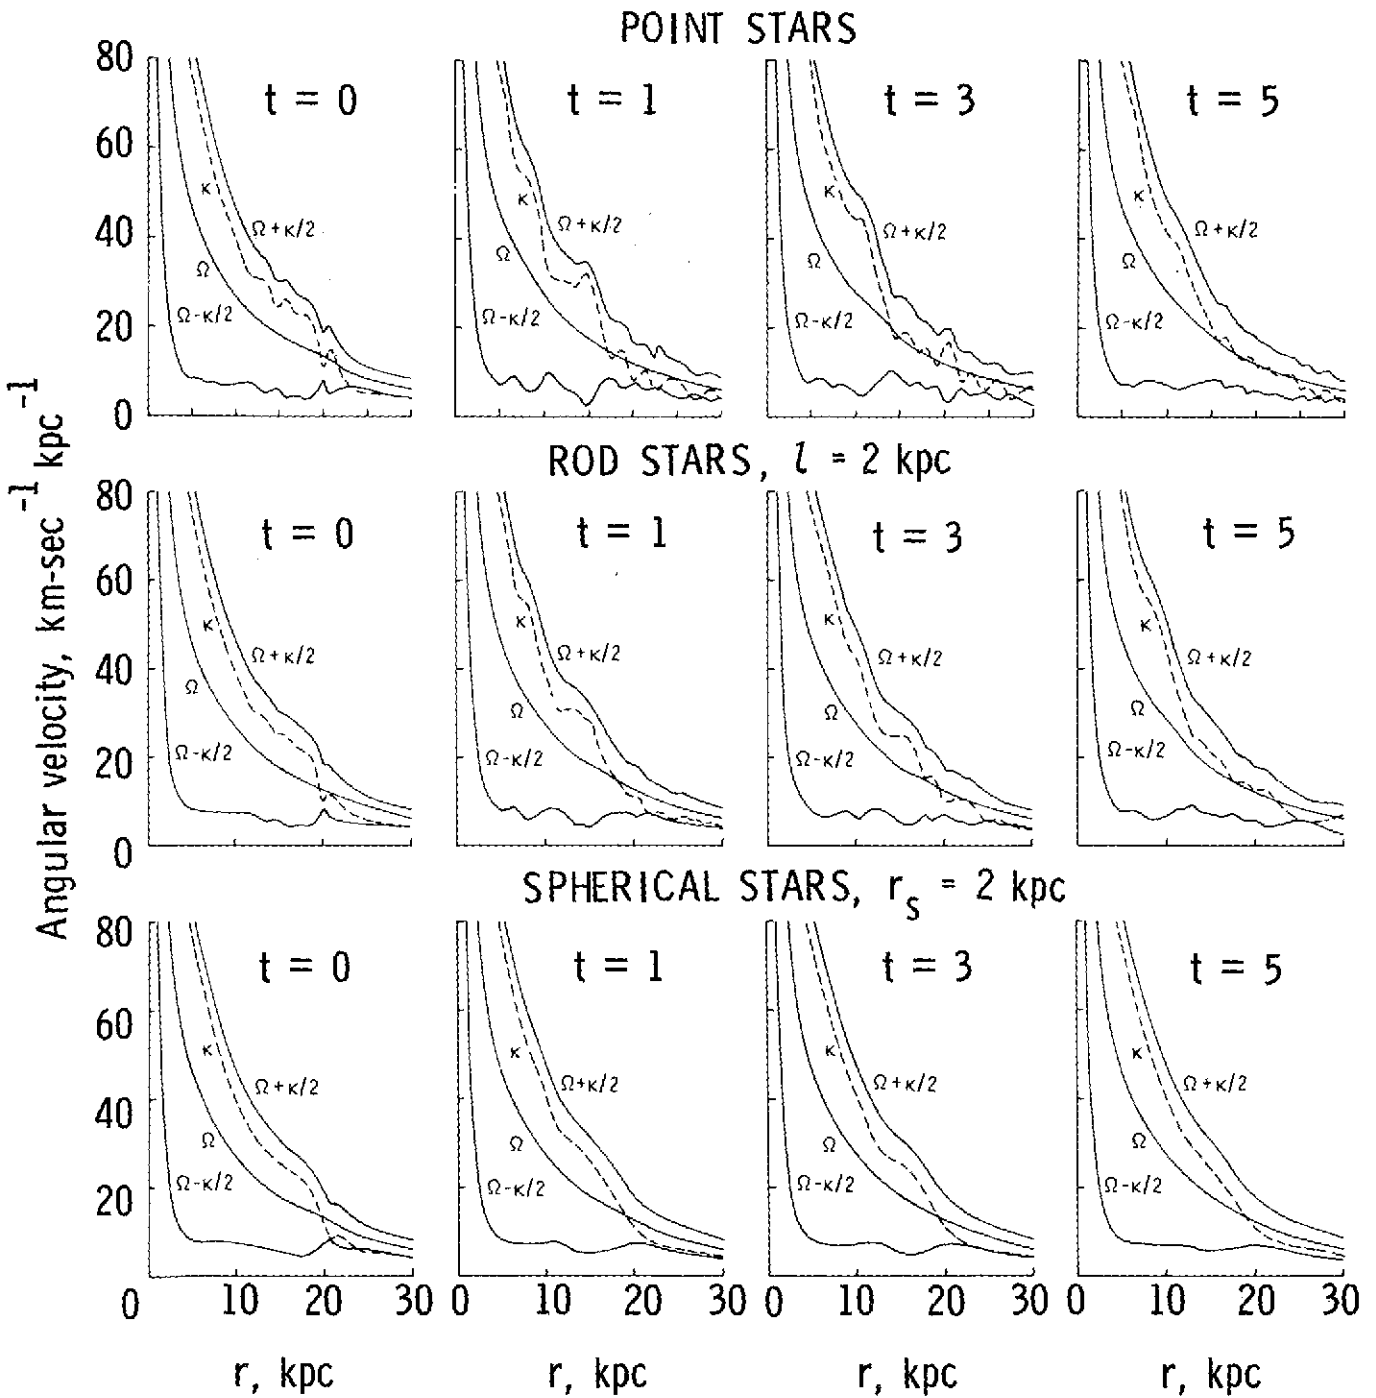 POINT STARS
80
60
40
20
0
t = 0
κ
Ω+κ/2
Ω
Ω-κ/2
t = 1
κ
Ω+κ/2
Ω
Ω-κ/2
t = 3
κ
Ω+κ/2
Ω
Ω-κ/2
t = 5
κ
Ω+κ/2
Ω
Ω-κ/2
Angular velocity, km-sec⁻¹ kpc⁻¹
ROD STARS, l = 2 kpc
80
60
40
20
0
t = 0
κ
Ω+κ/2
Ω
Ω-κ/2
t = 1
κ
Ω+κ/2
Ω
Ω-κ/2
t = 3
κ
Ω+κ/2
Ω
Ω-κ/2
t = 5
κ
Ω+κ/2
Ω
Ω-κ/2
SPHERICAL STARS, rₛ = 2 kpc
80
60
40
20
t = 0
κ
Ω+κ/2
Ω
Ω-κ/2
t = 1
κ
Ω+κ/2
Ω
Ω-κ/2
t = 3
κ
Ω+κ/2
Ω
Ω-κ/2
t = 5
κ
Ω+κ/2
Ω
Ω-κ/2
0 10 20 30
0 10 20 30
0 10 20 30
0 10 20 30
r, kpc
r, kpc
r, kpc
r, kpc